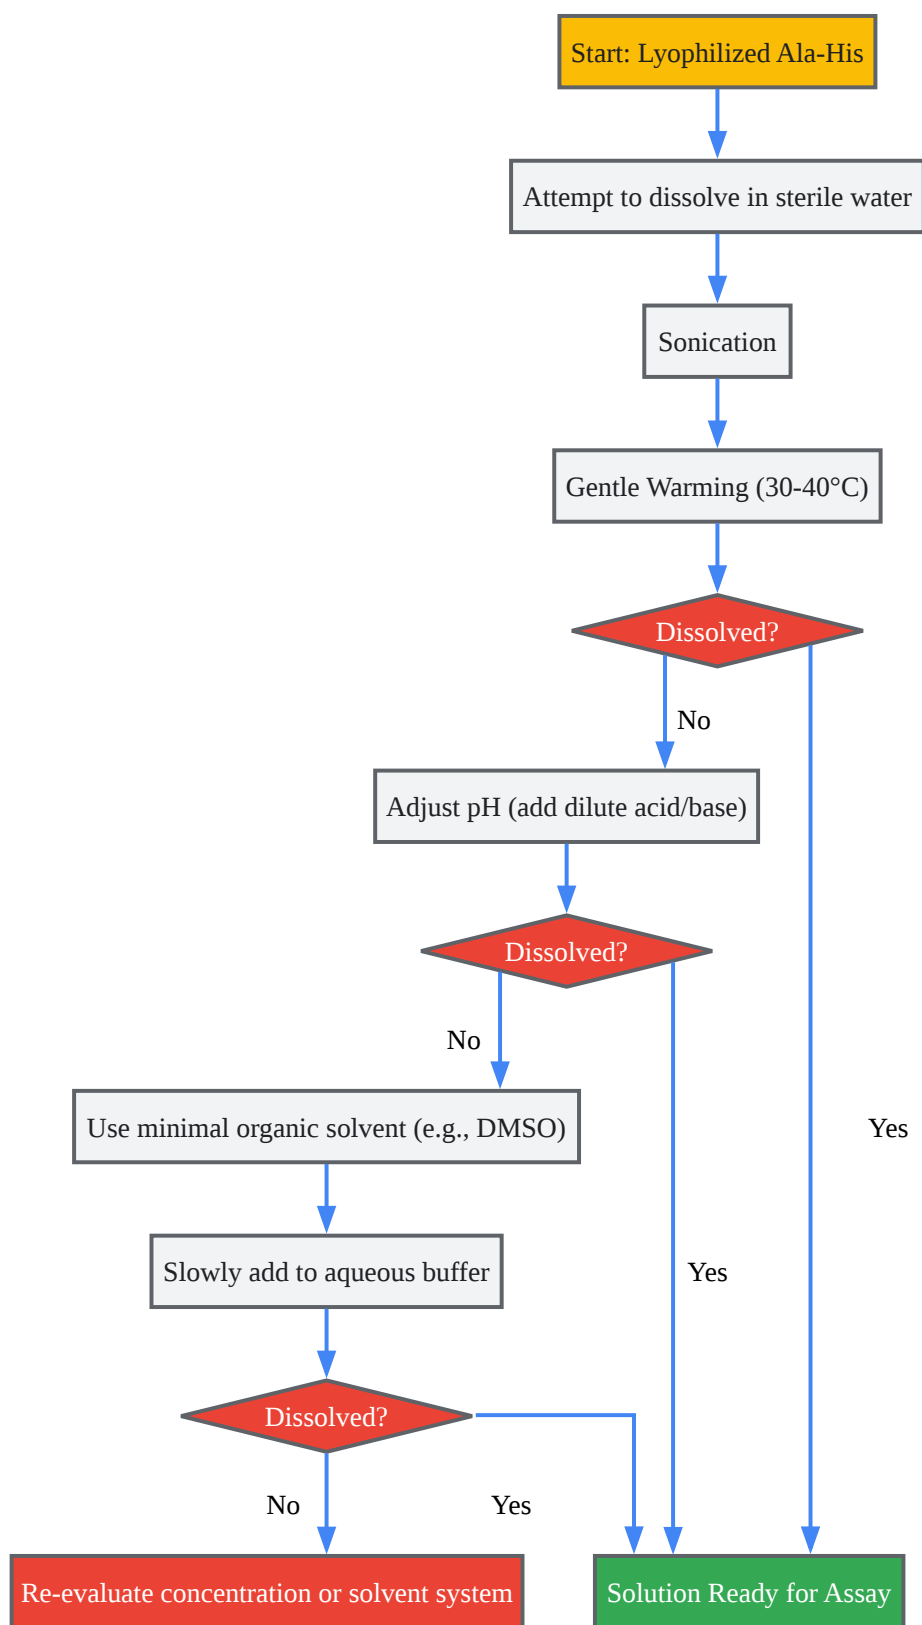 Start: Lyophilized Ala-His
Attempt to dissolve in sterile water
Sonication
Gentle Warming (30-40°C)
Dissolved?
No
Adjust pH (add dilute acid/base)
Dissolved?
No
Use minimal organic solvent (e.g., DMSO)
Yes
Slowly add to aqueous buffer
Yes
Dissolved?
No
Yes
Re-evaluate concentration or solvent system
Solution Ready for Assay